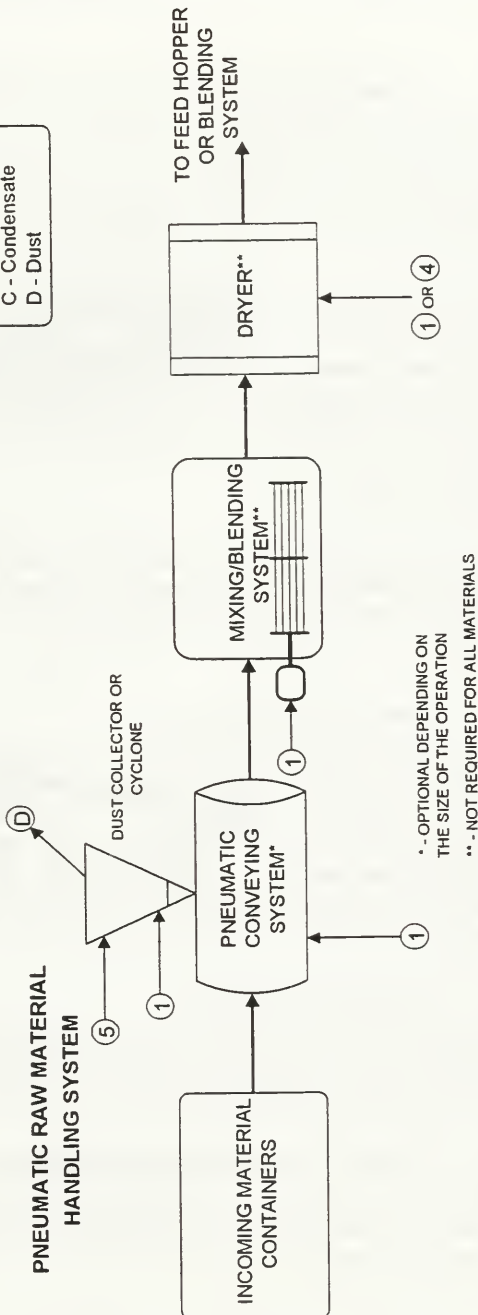 C - Condensate
D - Dust
PNEUMATIC RAW MATERIAL
HANDLING SYSTEM
D
5
1
DUST COLLECTOR OR
CYCLONE
INCOMING MATERIAL
CONTAINERS
PNEUMATIC
CONVEYING
SYSTEM*
1
MIXING/BLENDING
SYSTEM**
1
DRYER**
1 OR 4
TO FEED HOPPER
OR BLENDING
SYSTEM
* - OPTIONAL DEPENDING ON
THE SIZE OF THE OPERATION
** - NOT REQUIRED FOR ALL MATERIALS